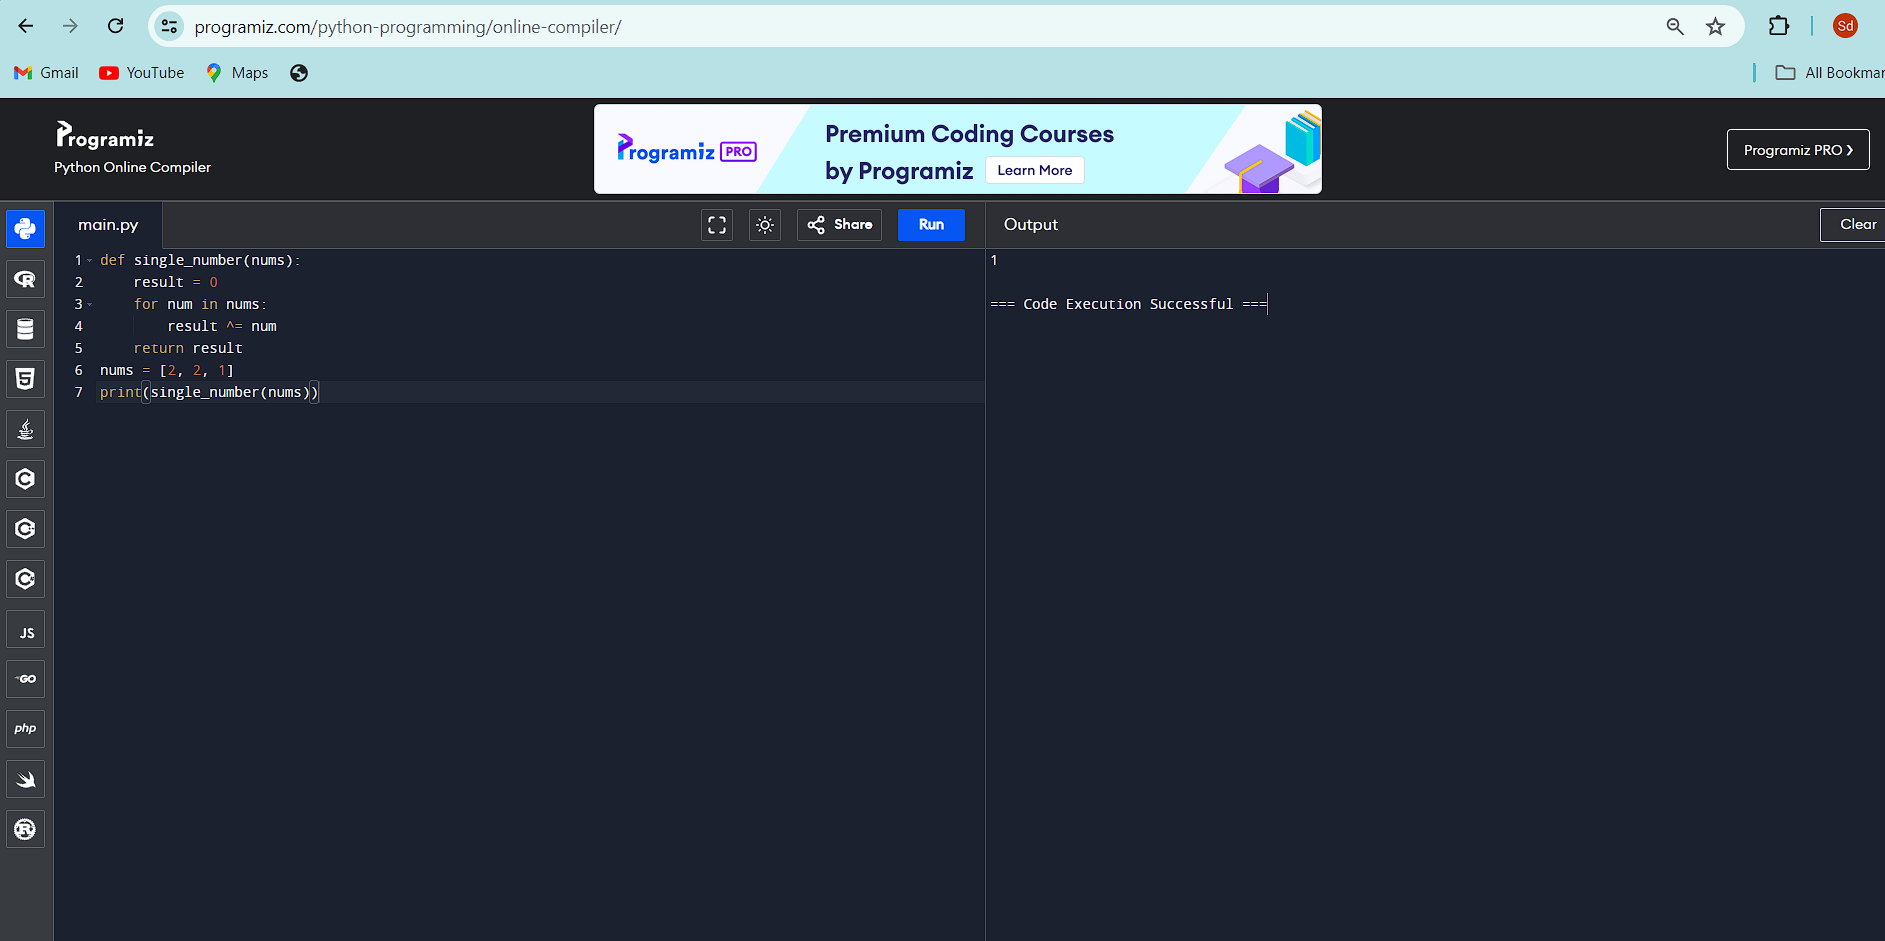 programiz.com/python-programming/online-compiler/
Sd
Gmail YouTube Maps
All Bookmar
Programiz
Python Online Compiler
Programiz PRO
Premium Coding Courses
by Programiz Learn More
Programiz PRO ›
main.py
Share
Run
Output
Clear
1 def single_number(nums):
2     result = 0
3     for num in nums:
4         result ^= num
5     return result
6 nums = [2, 2, 1]
7 print(single_number(nums))
1
=== Code Execution Successful ===
R
5
C
C+
C
JS
GO
php
R